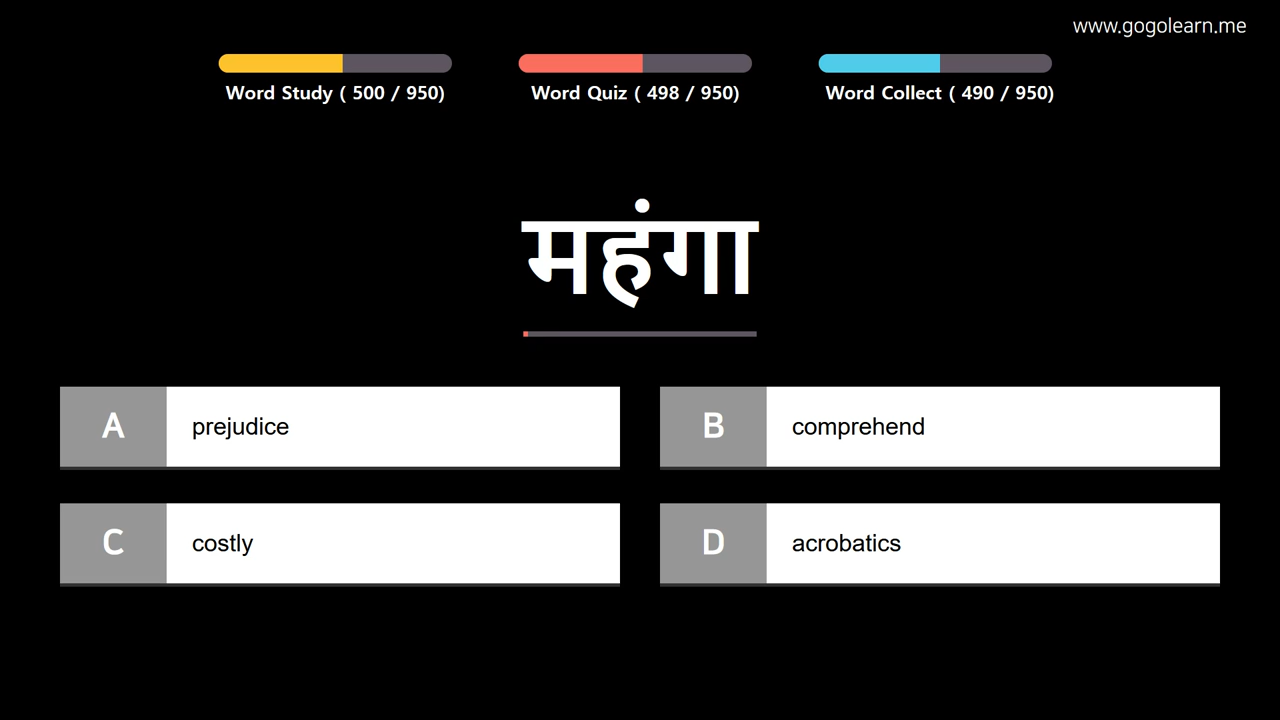 www.gogolearn.me
Word Study ( 500 / 950)
Word Quiz ( 498 / 950)
Word Collect ( 490 / 950)
महंगा
A prejudice
B comprehend
C costly
D acrobatics